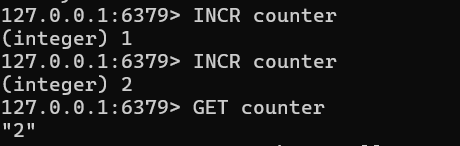 127.0.0.1:6379> INCR counter
(integer) 1
127.0.0.1:6379> INCR counter
(integer) 2
127.0.0.1:6379> GET counter
"2"